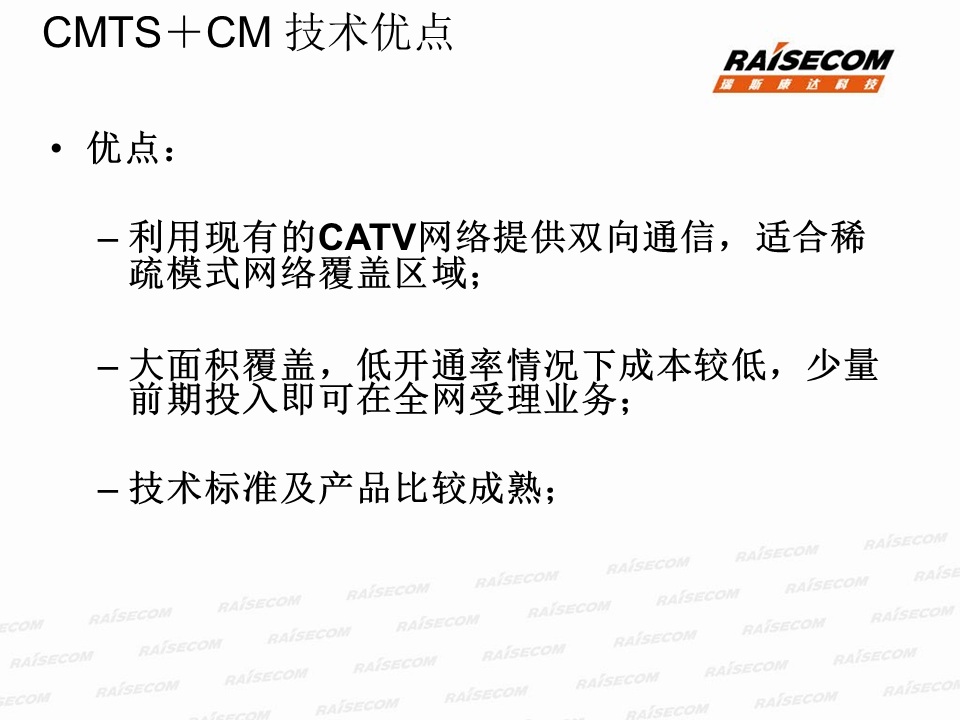 CMTS＋CM 技术优点
RAISECOM
瑞斯康达科技
• 优点：
– 利用现有的CATV网络提供双向通信，适合稀
疏模式网络覆盖区域；
– 大面积覆盖，低开通率情况下成本较低，少量
前期投入即可在全网受理业务；
– 技术标准及产品比较成熟；